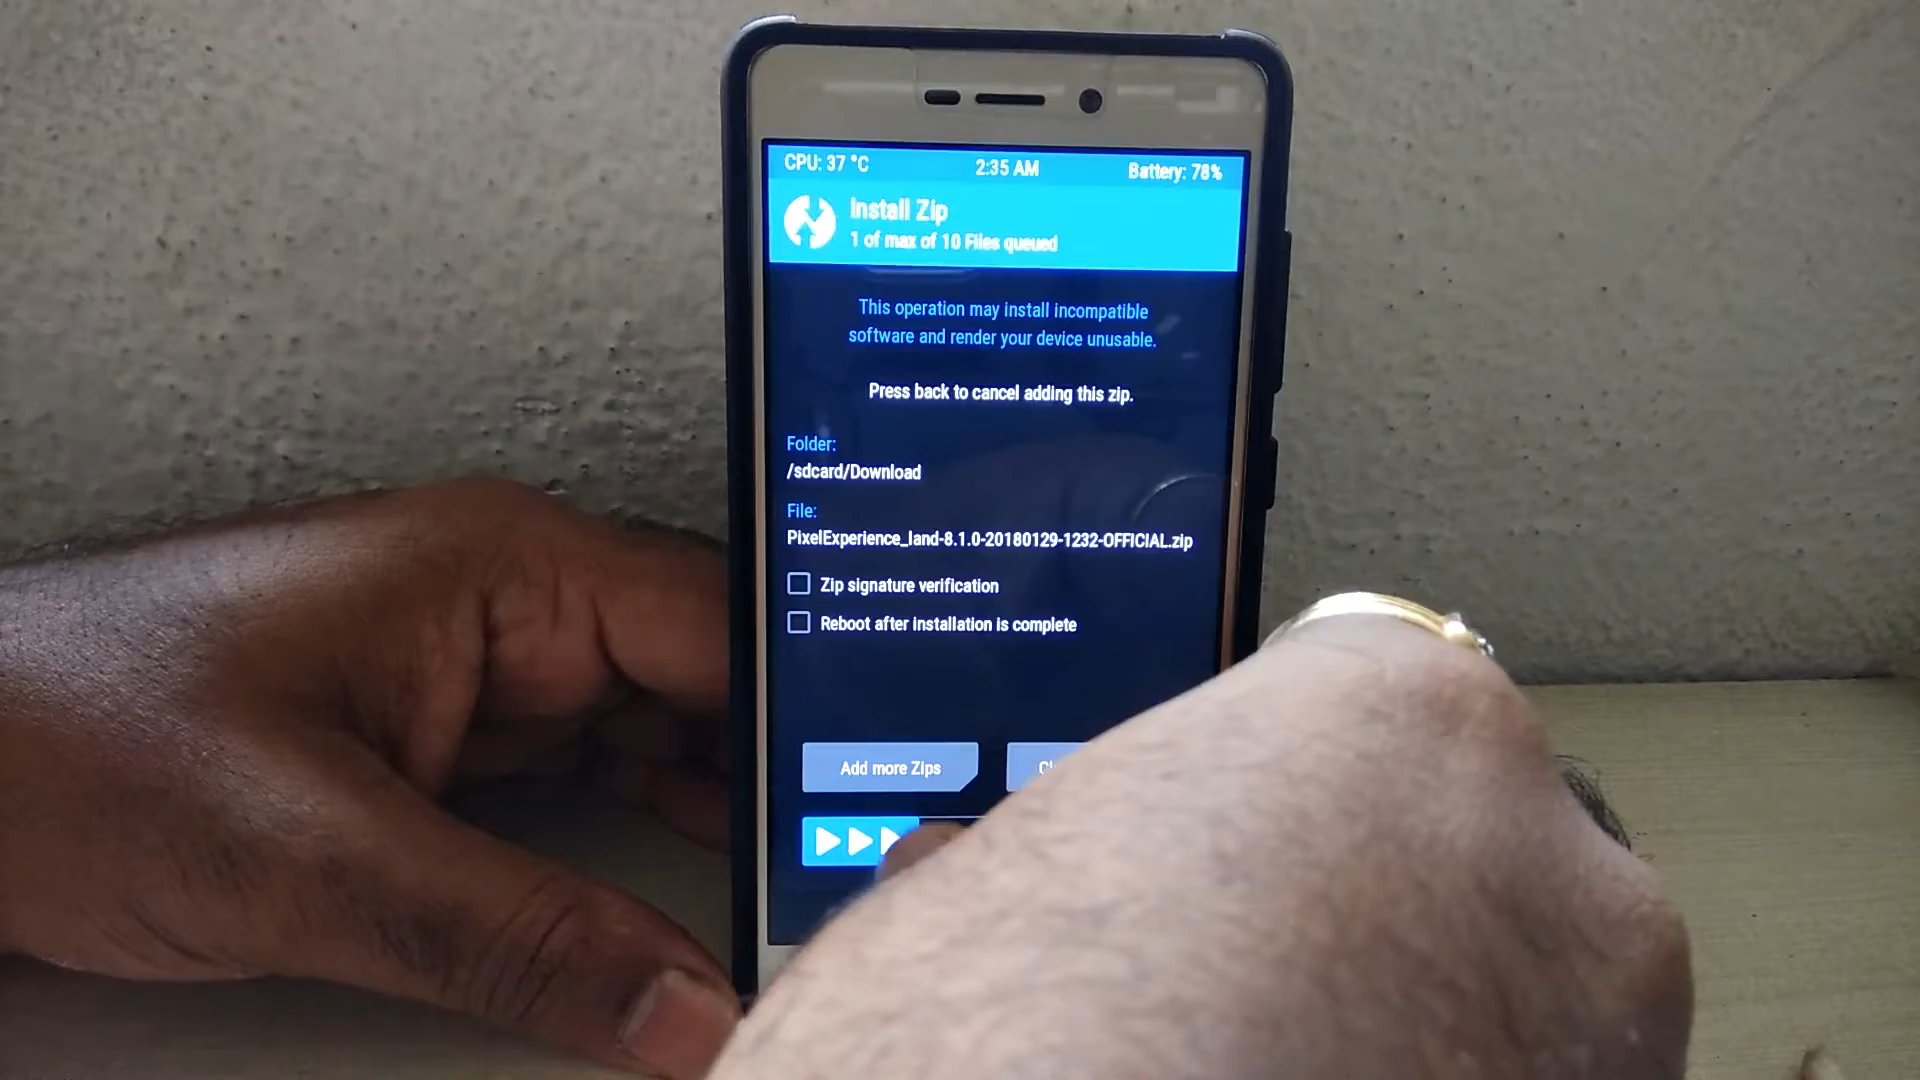 CPU: 37 °C 2:35 AM Battery: 78%
Install Zip
1 of max of 10 Files queued
This operation may install incompatible
software and render your device unusable.
Press back to cancel adding this zip.
Folder:
/sdcard/Download
File:
PixelExperience_land-8.1.0-20180129-1232-OFFICIAL.zip
Zip signature verification
Reboot after installation is complete
Add more Zips